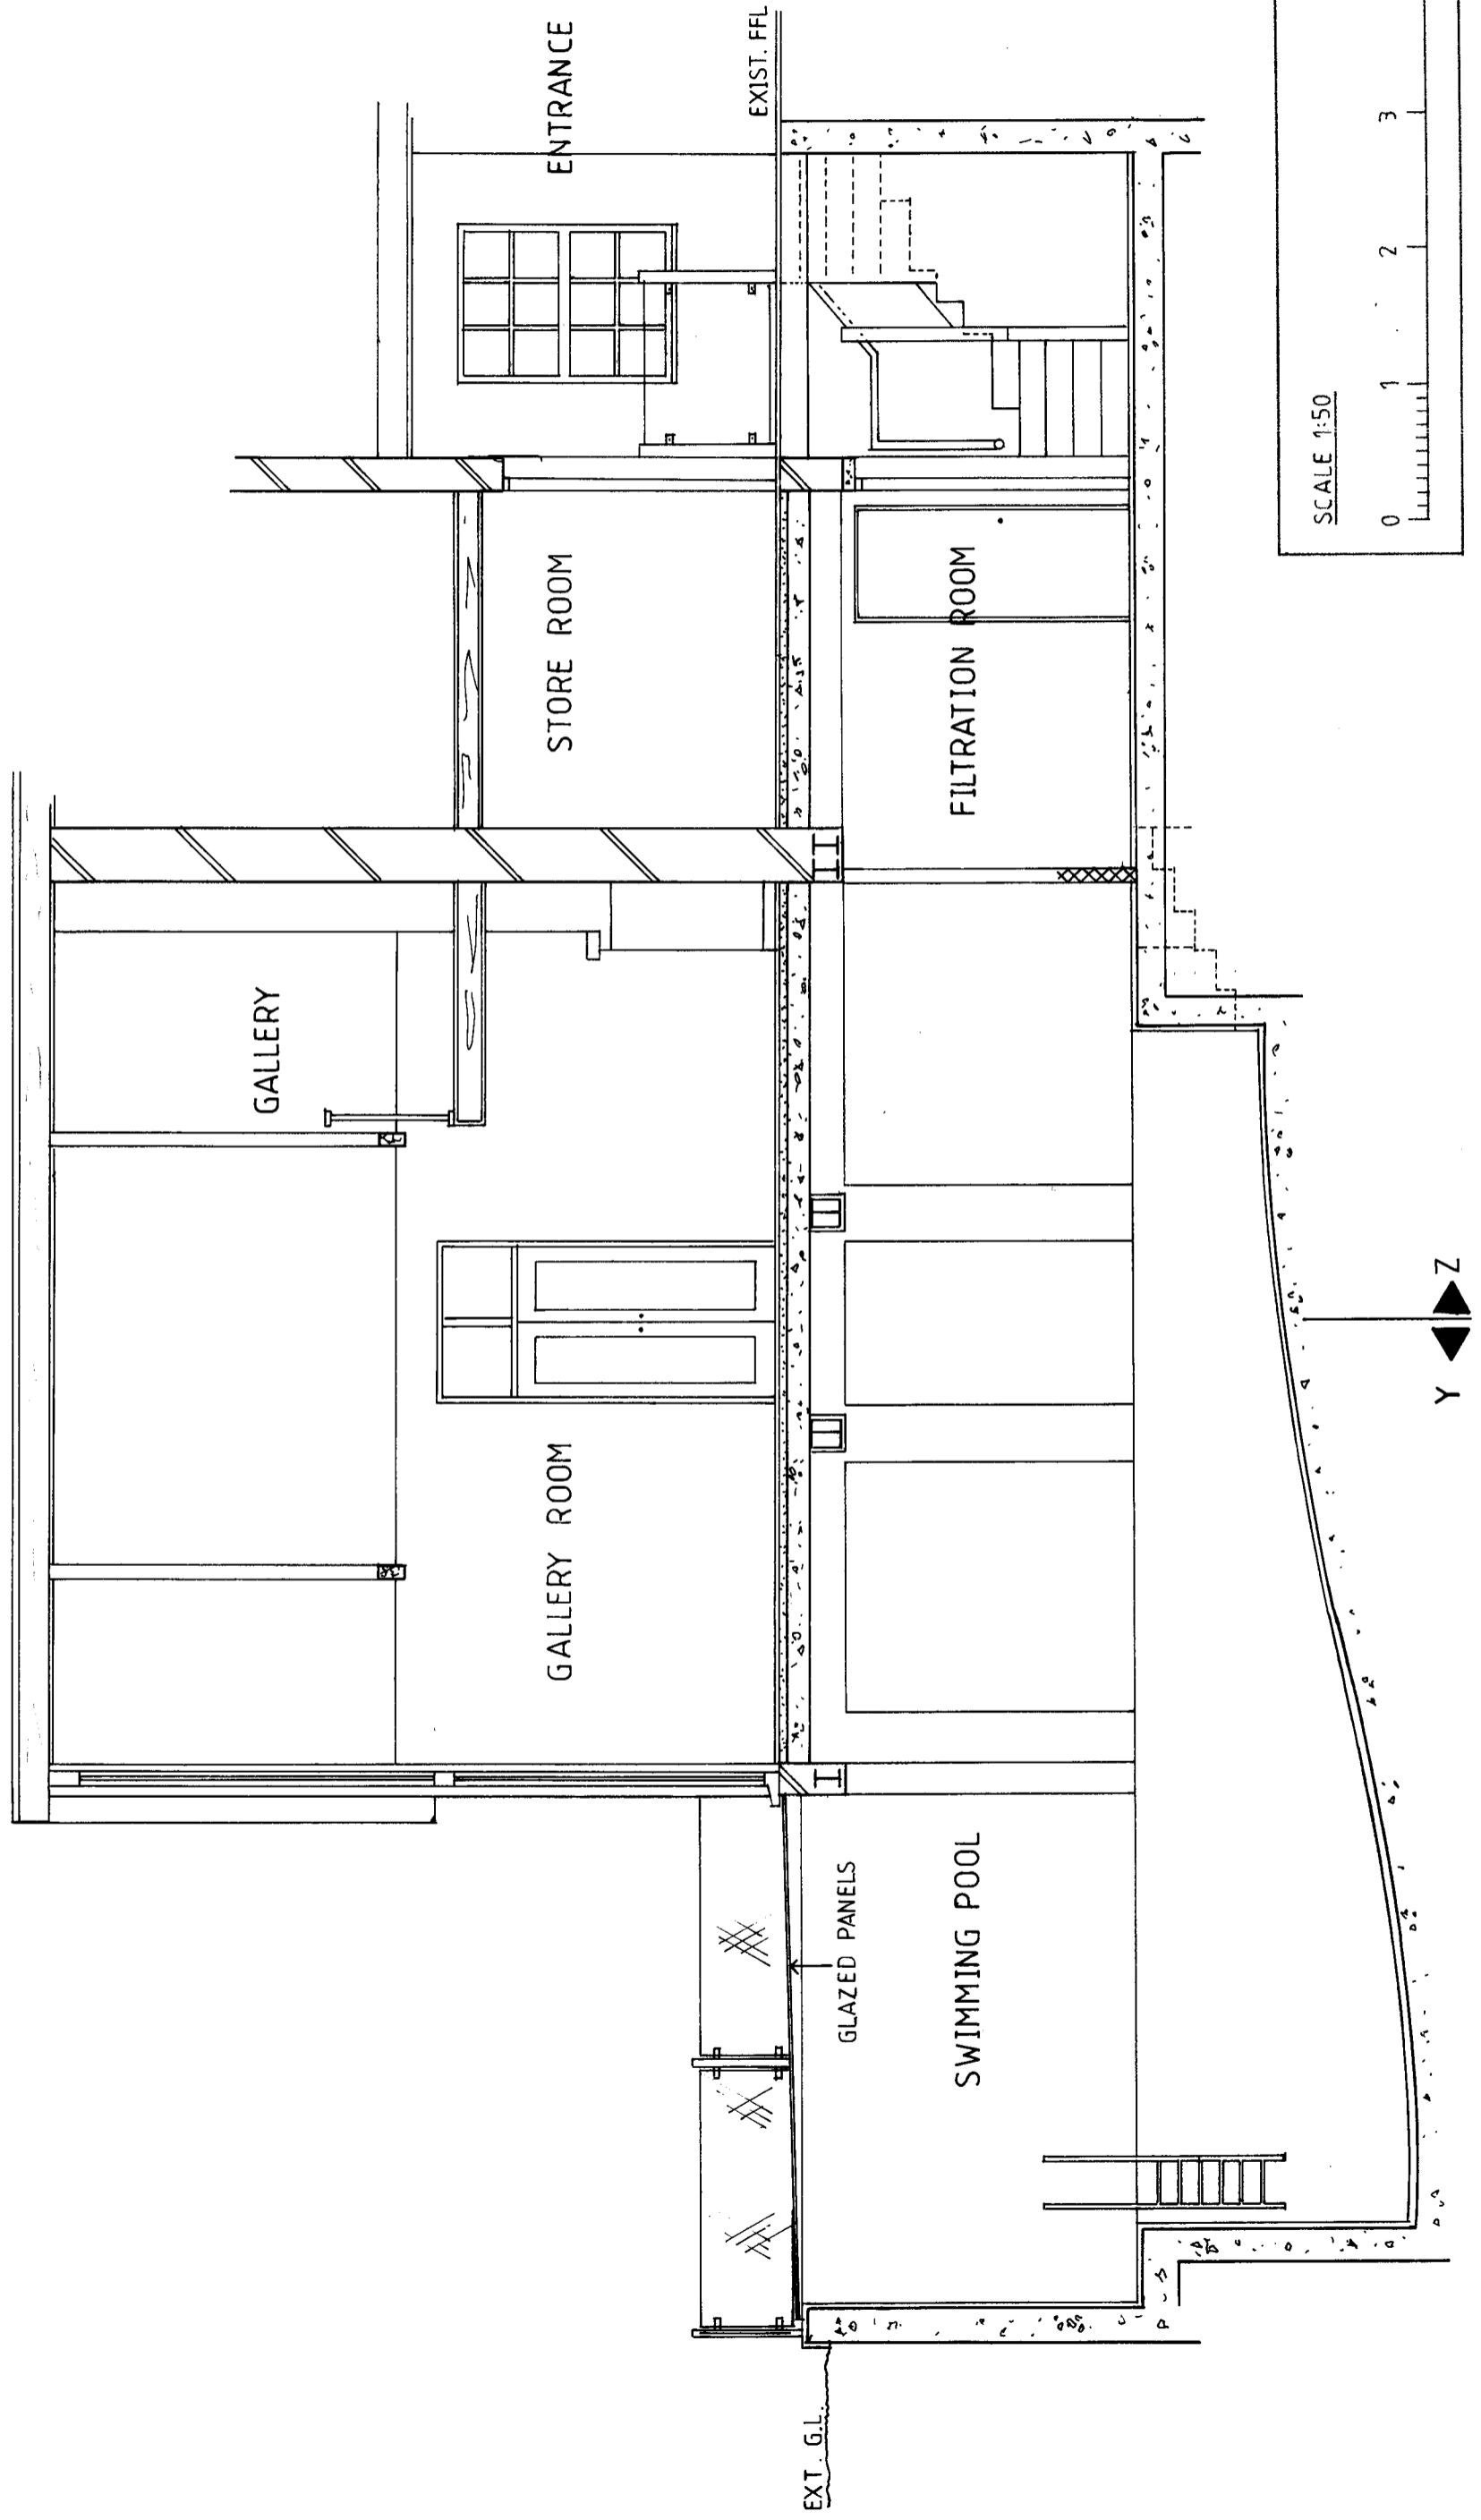 GALLERY
ENTRANCE
GALLERY ROOM
STORE ROOM
EXIST. FFL
EXT. G.L.
GLAZED PANELS
SWIMMING POOL
FILTRATION ROOM
Y Z
SCALE 1:50
0 1 2 3